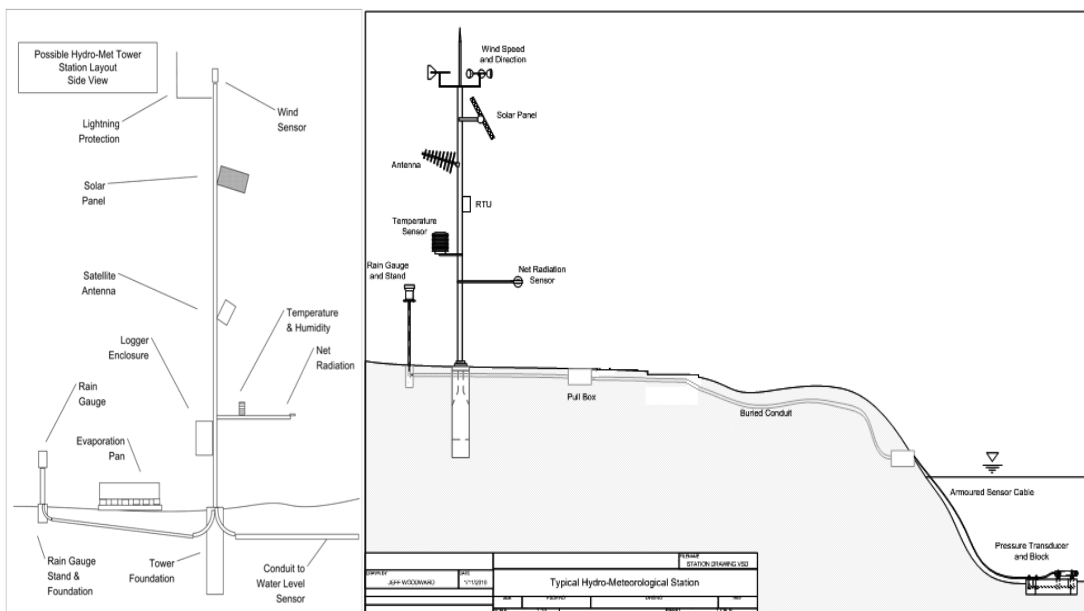 Possible Hydro-Met Tower
Station Layout
Side View
Lightning
Protection
Wind
Sensor
Solar
Panel
Satellite
Antenna
Temperature
& Humidity
Logger
Enclosure
Net
Radiation
Rain
Gauge
Evaporation
Pan
Rain Gauge
Stand &
Foundation
Tower
Foundation
Conduit to
Water Level
Sensor
Wind Speed
and Direction
Solar Panel
Antenna
RTU
Temperature
Sensor
Rain Gauge
and Stand
Net Radiation
Sensor
Pull Box
Buried Conduit
Armoured Sensor Cable
Pressure Transducer
and Block
FILENAME
STATION DRAWING.VSD
DATE
JEFF WOODWARD
Typical Hydro-Meteorological Station